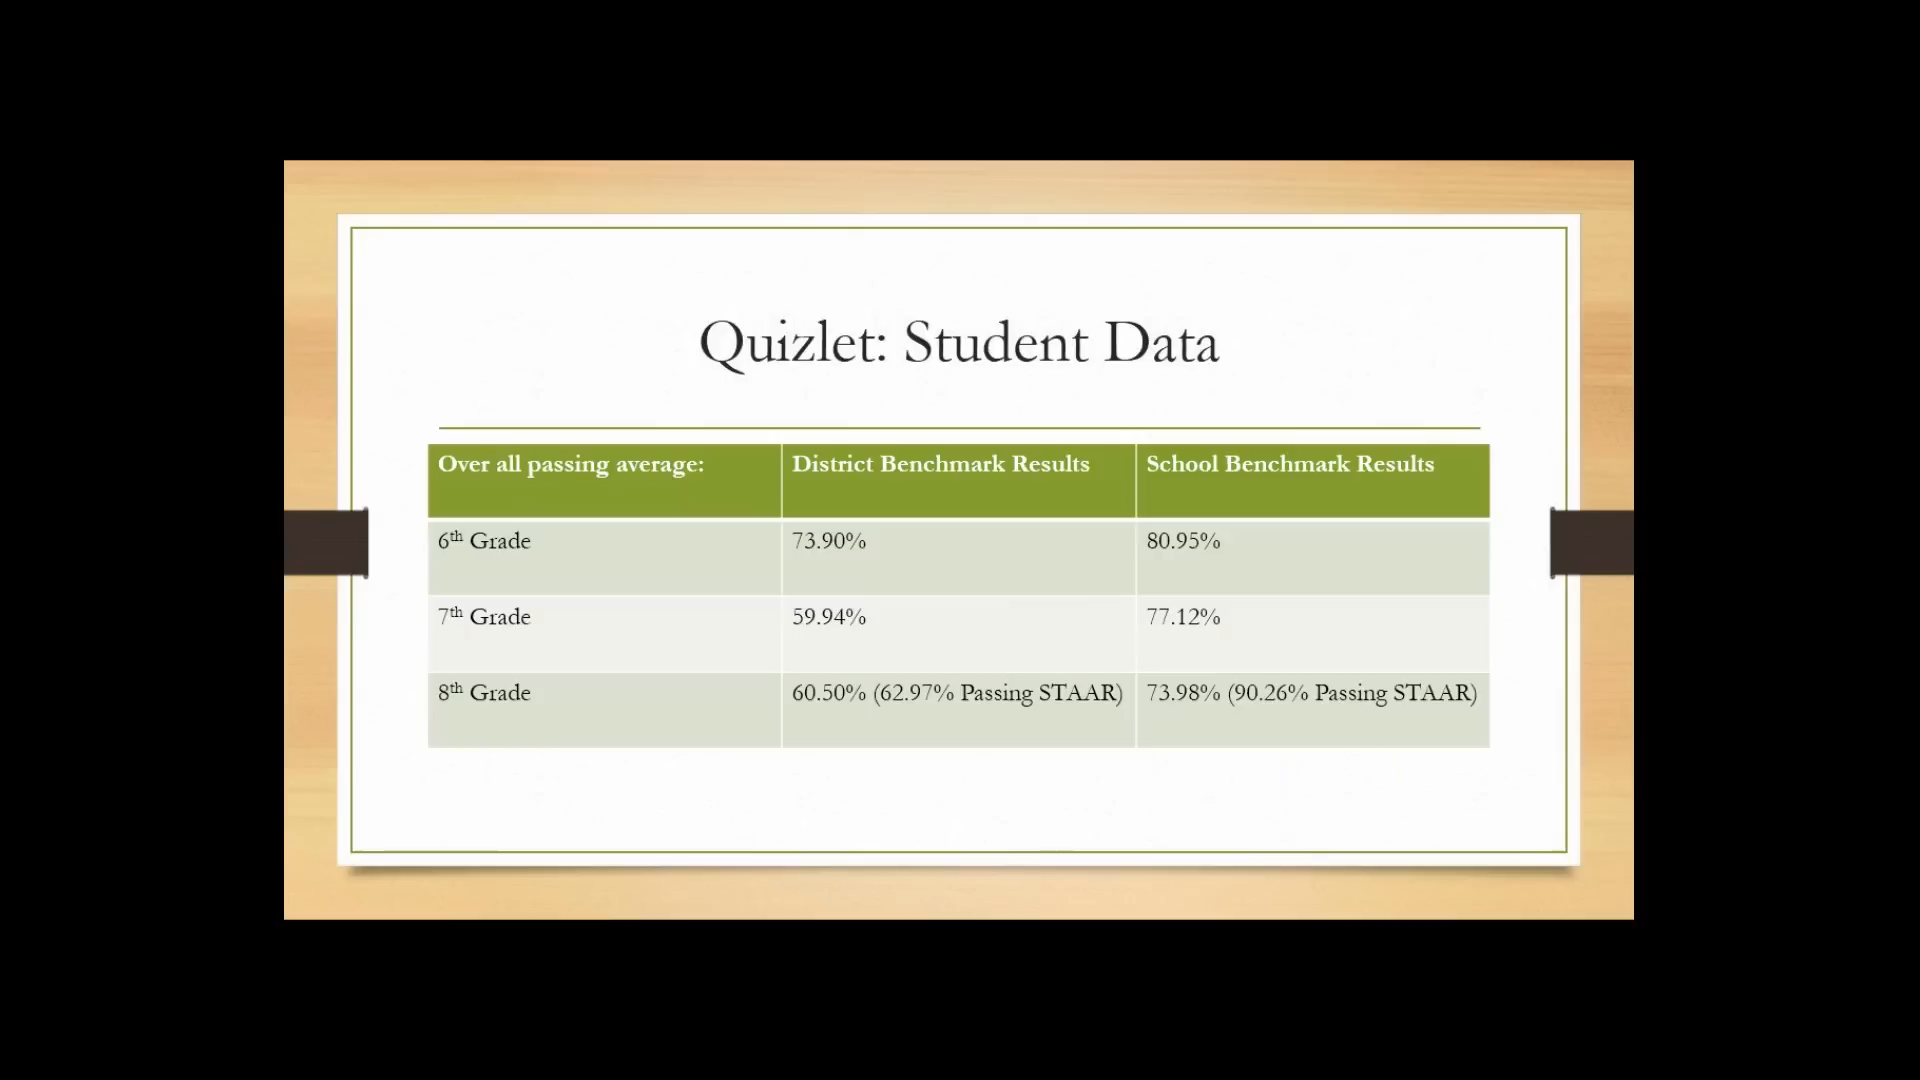 Quizlet: Student Data
Over all passing average: District Benchmark Results School Benchmark Results
6th Grade 73.90% 80.95%
7th Grade 59.94% 77.12%
8th Grade 60.50% (62.97% Passing STAAR) 73.98% (90.26% Passing STAAR)